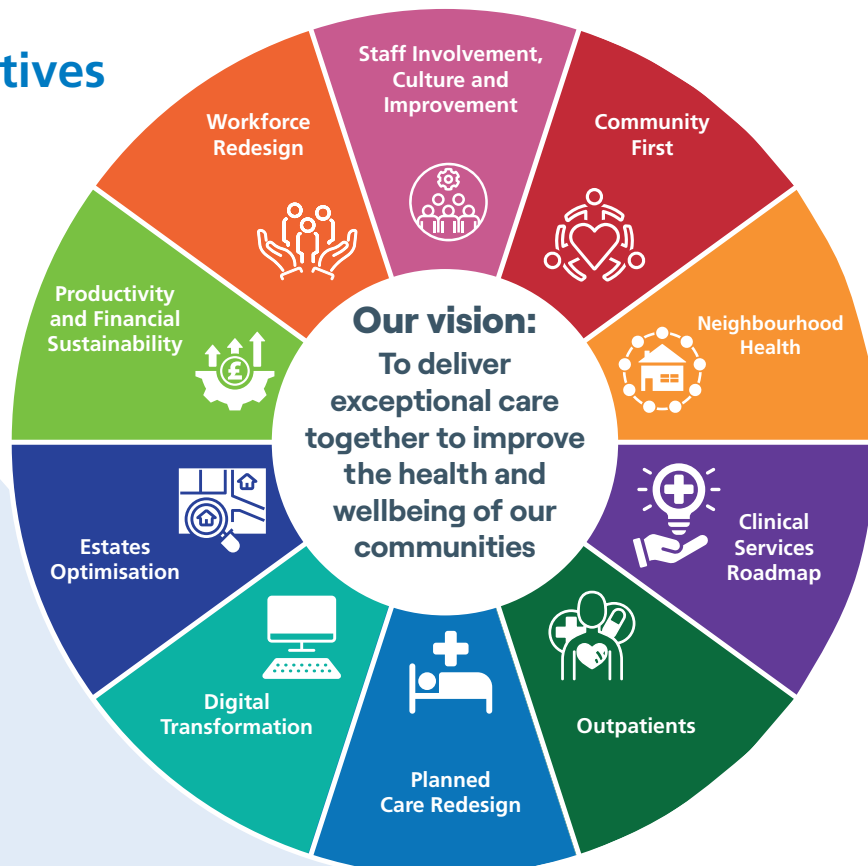 tives
Staff Involvement,
Culture and
Improvement
Community
First
Neighbourhood
Health
Clinical
Services
Roadmap
Outpatients
Planned
Care Redesign
Digital
Transformation
Estates
Optimisation
Productivity
and Financial
Sustainability
£
Workforce
Redesign
Our vision:
To deliver
exceptional care
together to improve
the health and
wellbeing of our
communities